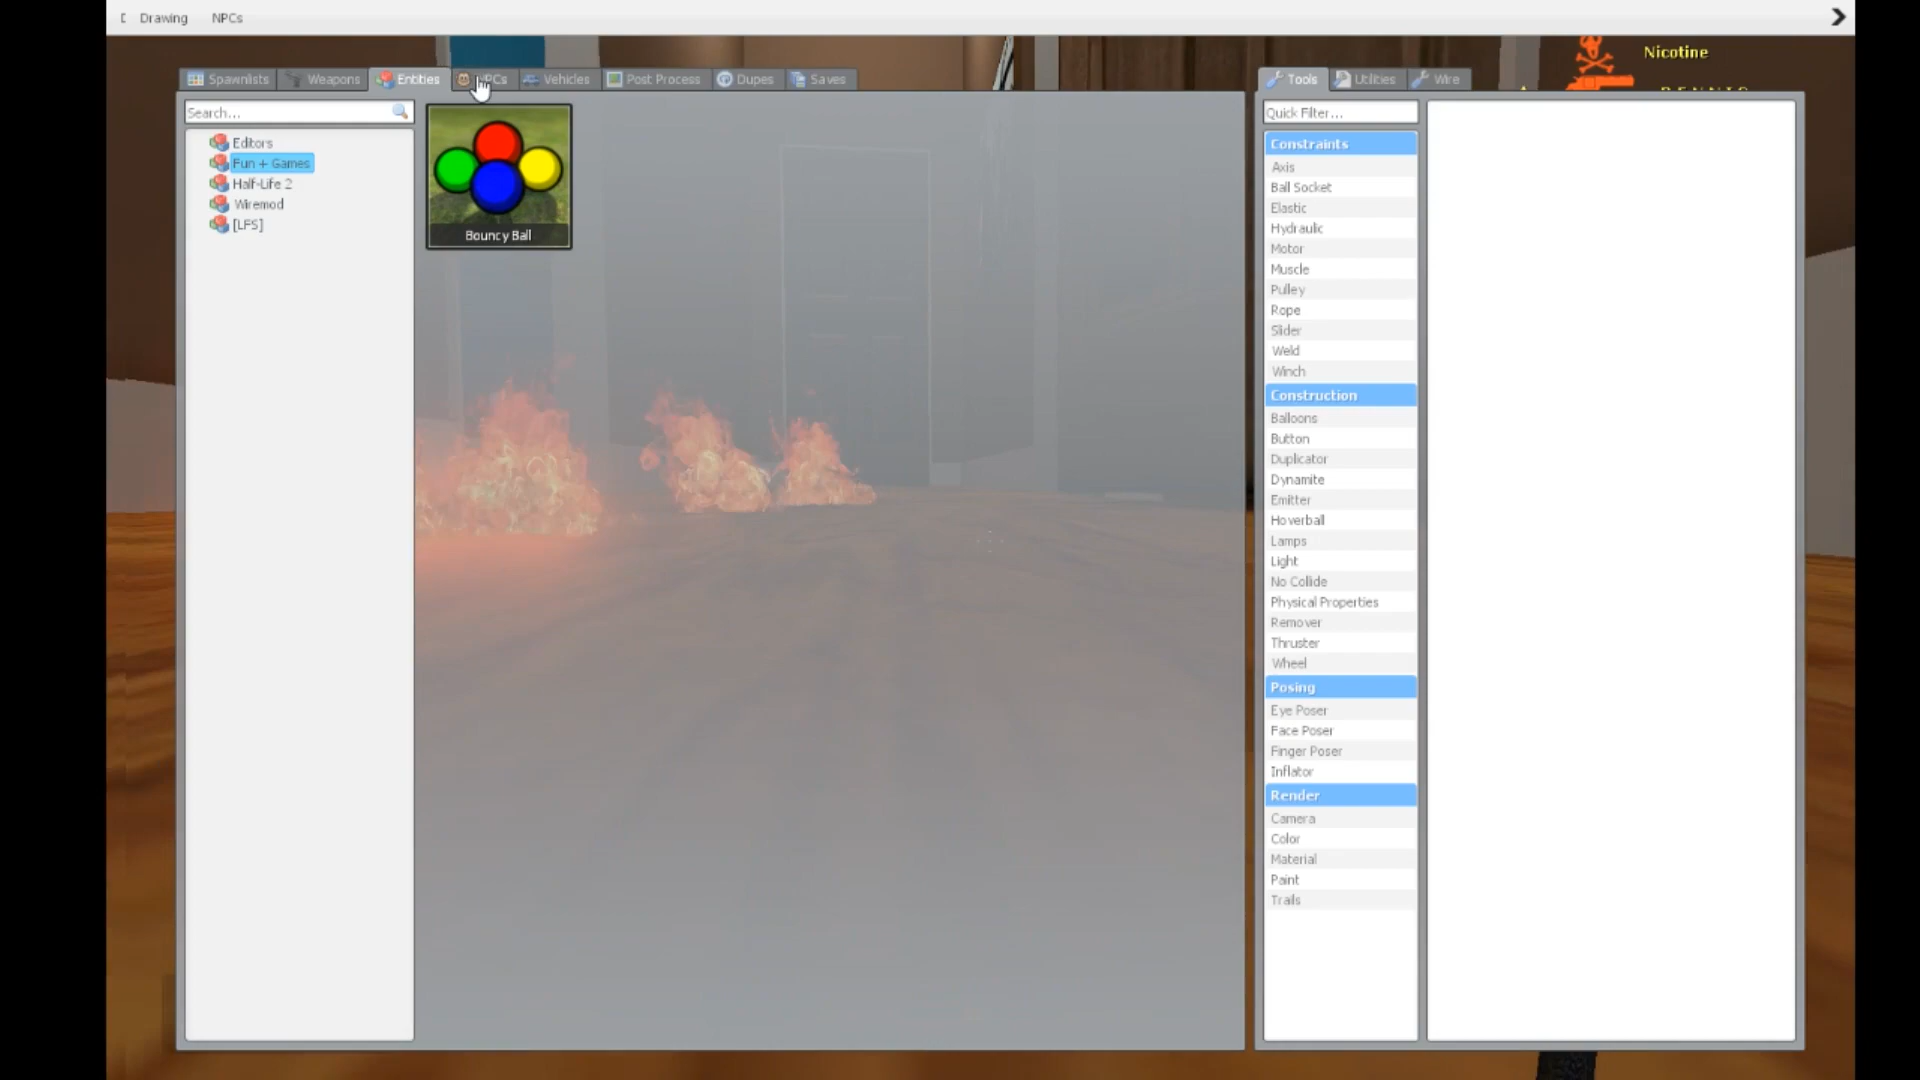 Drawing NPCs
Nicotine
Spawnlists Weapons Entities Vehicles Post Process Dupes Saves
Tools Utilities Wire
Search...
Editors
Fun + Games
Half-Life 2
Wiremod
[LFS]
Bouncy Ball
Quick Filter...
Constraints
Axis
Ball Socket
Elastic
Hydraulic
Motor
Muscle
Pulley
Rope
Slider
Weld
Winch
Construction
Balloons
Button
Duplicator
Dynamite
Emitter
Hoverball
Lamps
Light
No Collide
Physical Properties
Remover
Thruster
Wheel
Posing
Eye Poser
Face Poser
Finger Poser
Inflator
Render
Camera
Color
Material
Paint
Trails